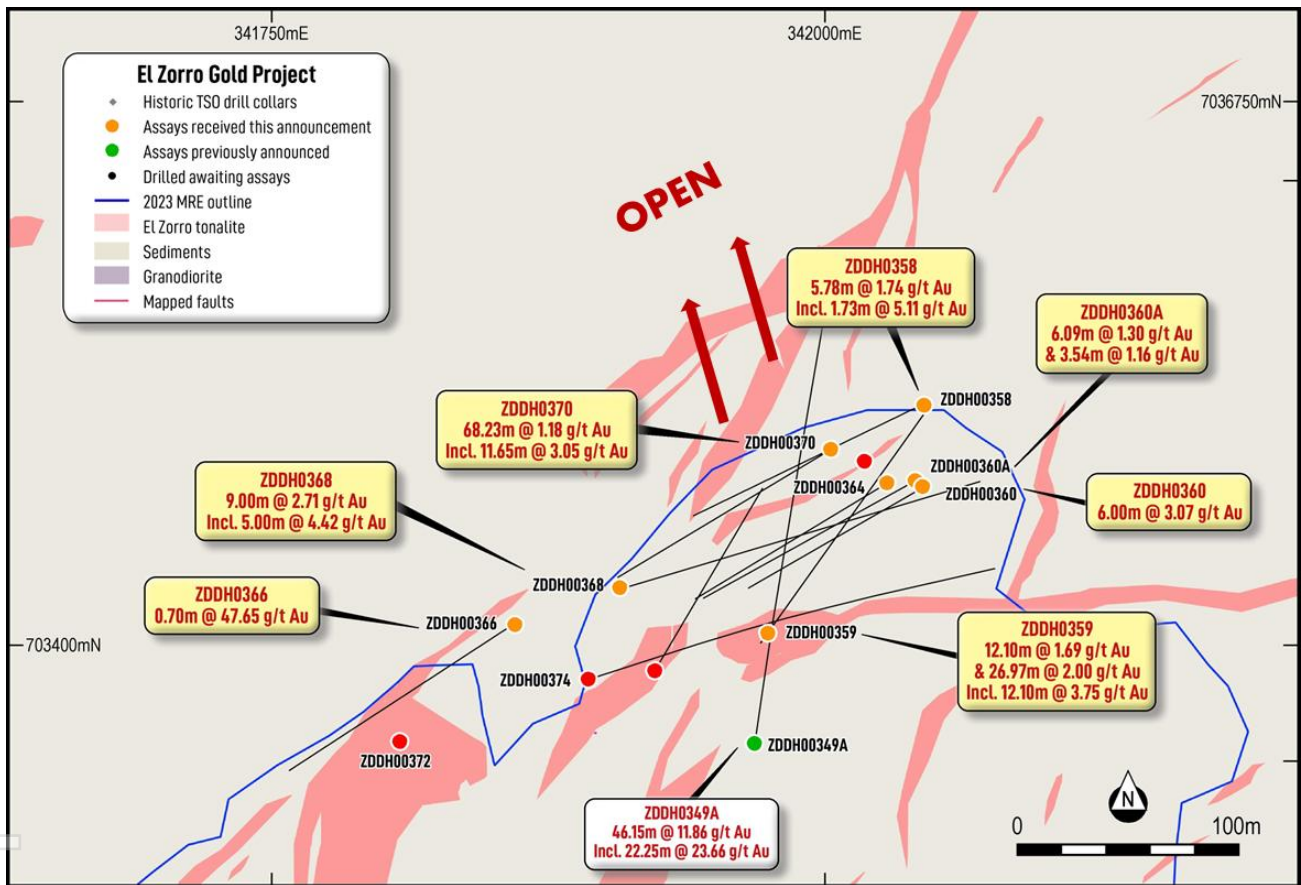 341750mE
342000mE
7036750mN
El Zorro Gold Project
Historic TSO drill collars
Assays received this announcement
Assays previously announced
Drilled awaiting assays
2023 MRE outline
El Zorro tonalite
Sediments
Granodiorite
Mapped faults
OPEN
ZDDH0358
5.78m @ 1.74 g/t Au
Incl. 1.73m @ 5.11 g/t Au
ZDDH0360A
6.09m @ 1.30 g/t Au
& 3.54m @ 1.16 g/t Au
ZDDH0370
68.23m @ 1.18 g/t Au
Incl. 11.65m @ 3.05 g/t Au
ZDDH00358
ZDDH00370
ZDDH00360A
ZDDH00364
ZDDH00360
ZDDH0360
6.00m @ 3.07 g/t Au
ZDDH0368
9.00m @ 2.71 g/t Au
Incl. 5.00m @ 4.42 g/t Au
ZDDH00368
ZDDH0366
0.70m @ 47.65 g/t Au
ZDDH00366
ZDDH00359
ZDDH0359
12.10m @ 1.69 g/t Au
& 26.97m @ 2.00 g/t Au
Incl. 12.10m @ 3.75 g/t Au
703400mN
ZDDH00374
ZDDH00372
ZDDH00349A
ZDDH0349A
46.15m @ 11.86 g/t Au
Incl. 22.25m @ 23.66 g/t Au
N
0
100m